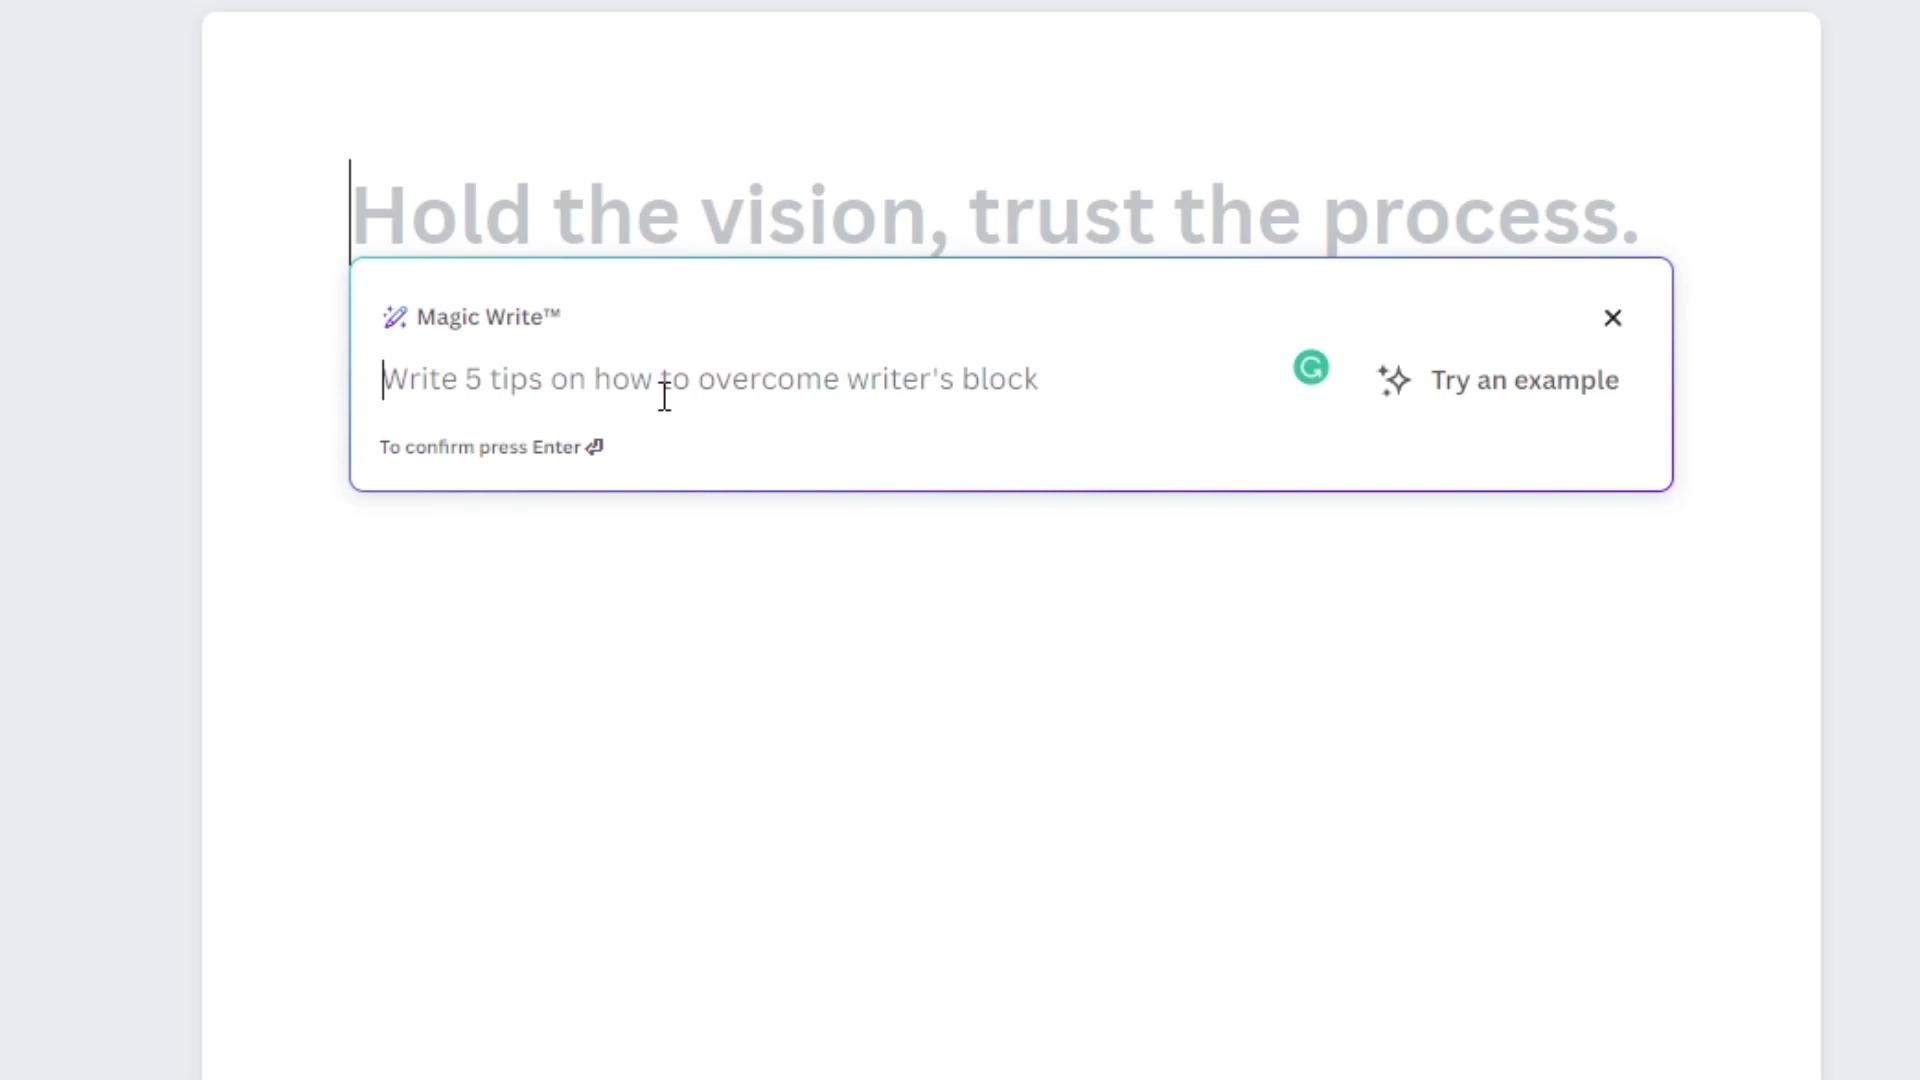 Hold the vision, trust the process.
Magic Write™
Write 5 tips on how to overcome writer's block
Try an example
To confirm press Enter